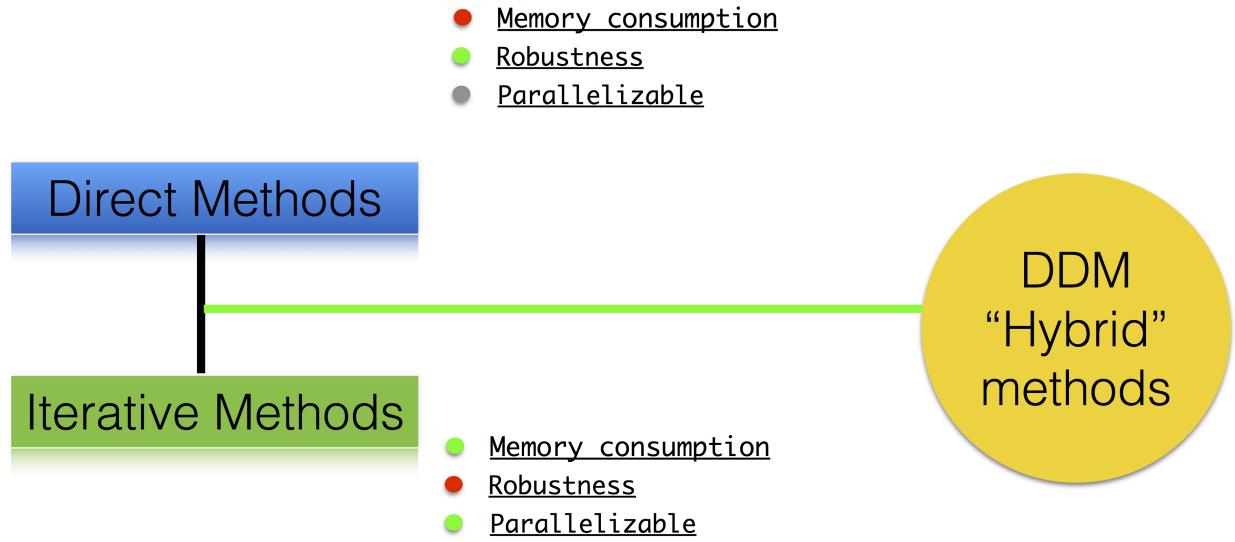 Memory consumption
Robustness
Parallelizable
Direct Methods
DDM
“Hybrid”
methods
Iterative Methods
Memory consumption
Robustness
Parallelizable